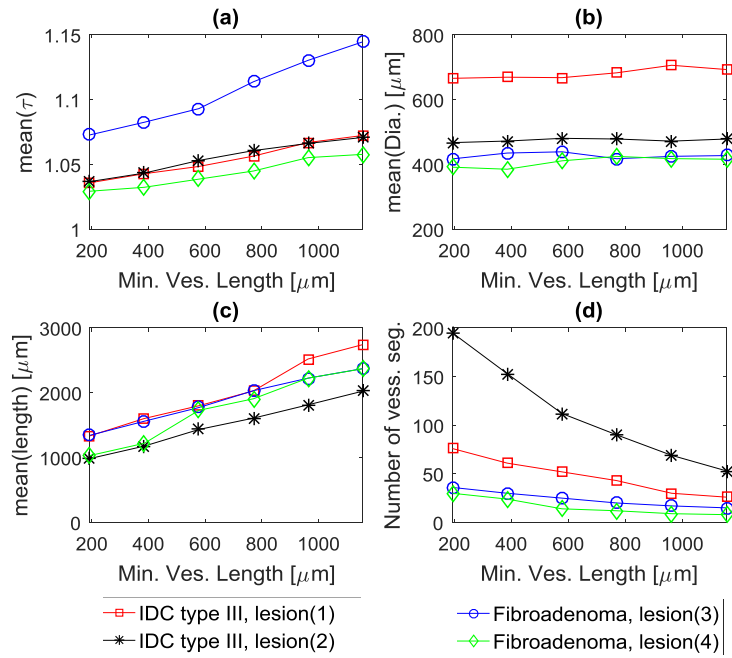 (a)
mean(τ)
1.15
1.1
1.05
1
200 400 600 800 1000
Min. Ves. Length [μm]
(b)
mean(Dia.) [μm]
800
600
400
200
200 400 600 800 1000
Min. Ves. Length [μm]
(c)
mean(length) [μm]
3000
2000
1000
0
200 400 600 800 1000
Min. Ves. Length [μm]
(d)
Number of vess. seg.
200
150
100
50
0
200 400 600 800 1000
Min. Ves. Length [μm]
IDC type III, lesion(1)
IDC type III, lesion(2)
Fibroadenoma, lesion(3)
Fibroadenoma, lesion(4)